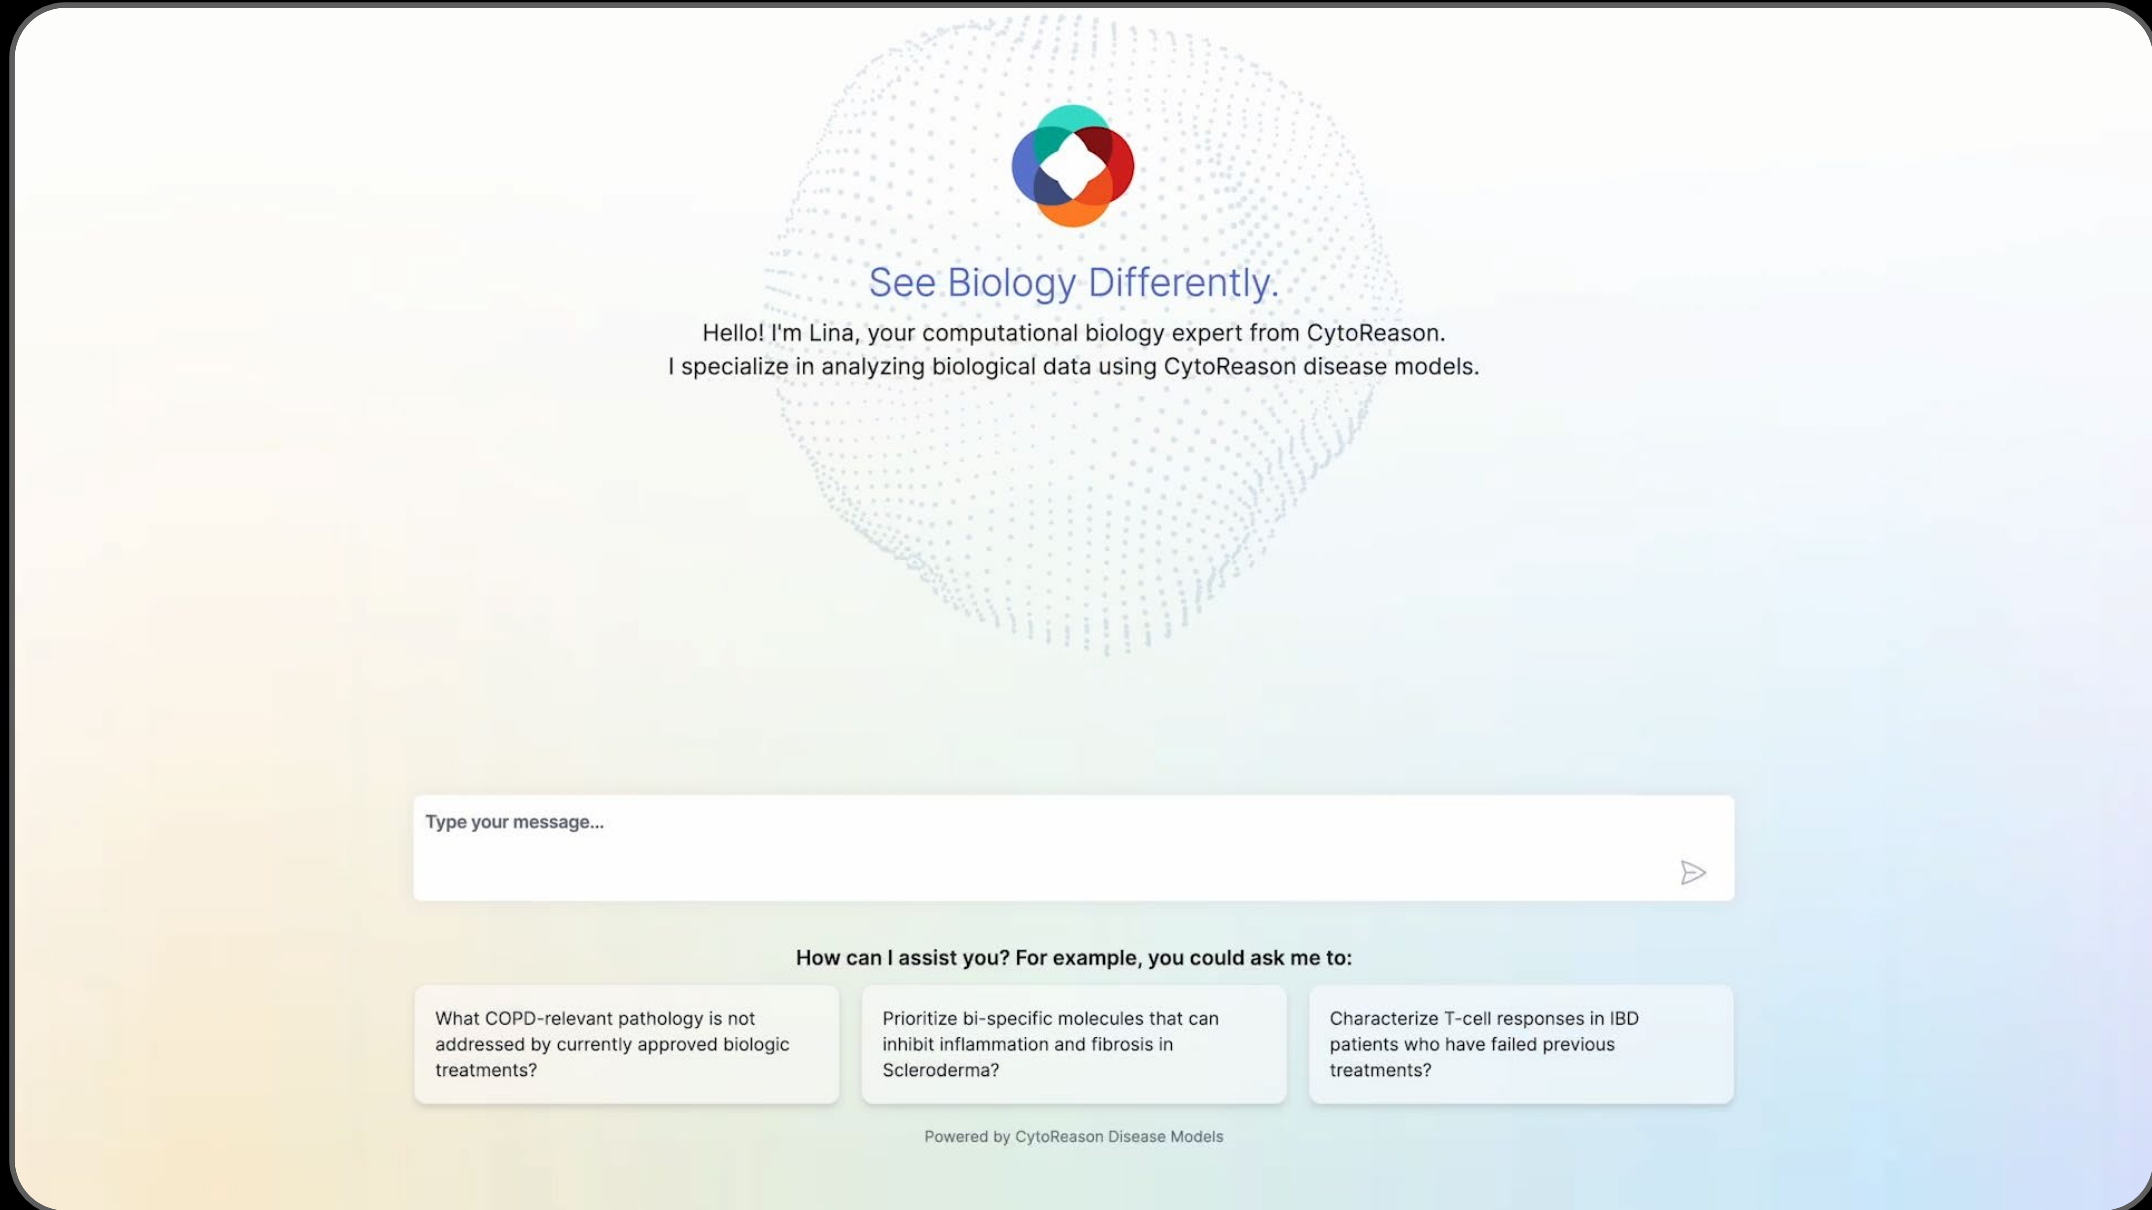 See Biology Differently.
Hello! I'm Lina, your computational biology expert from CytoReason.
I specialize in analyzing biological data using CytoReason disease models.
Type your message...
How can I assist you? For example, you could ask me to:
What COPD-relevant pathology is not
addressed by currently approved biologic
treatments?
Prioritize bi-specific molecules that can
inhibit inflammation and fibrosis in
Scleroderma?
Characterize T-cell responses in IBD
patients who have failed previous
treatments?
Powered by CytoReason Disease Models